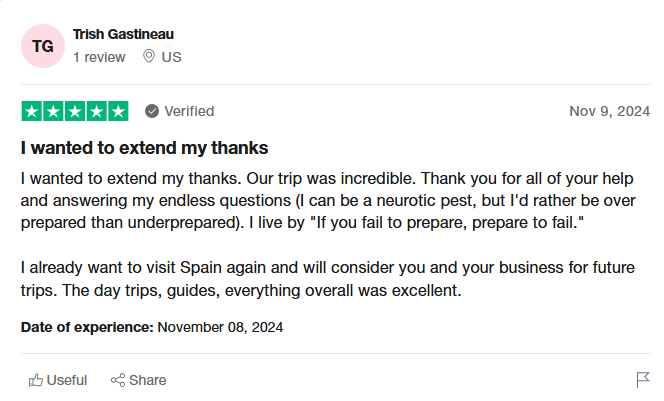 TG
Trish Gastineau
1 review US
Verified
Nov 9, 2024
I wanted to extend my thanks
I wanted to extend my thanks. Our trip was incredible. Thank you for all of your help
and answering my endless questions (I can be a neurotic pest, but I'd rather be over
prepared than underprepared). I live by "If you fail to prepare, prepare to fail."
I already want to visit Spain again and will consider you and your business for future
trips. The day trips, guides, everything overall was excellent.
Date of experience: November 08, 2024
Useful Share